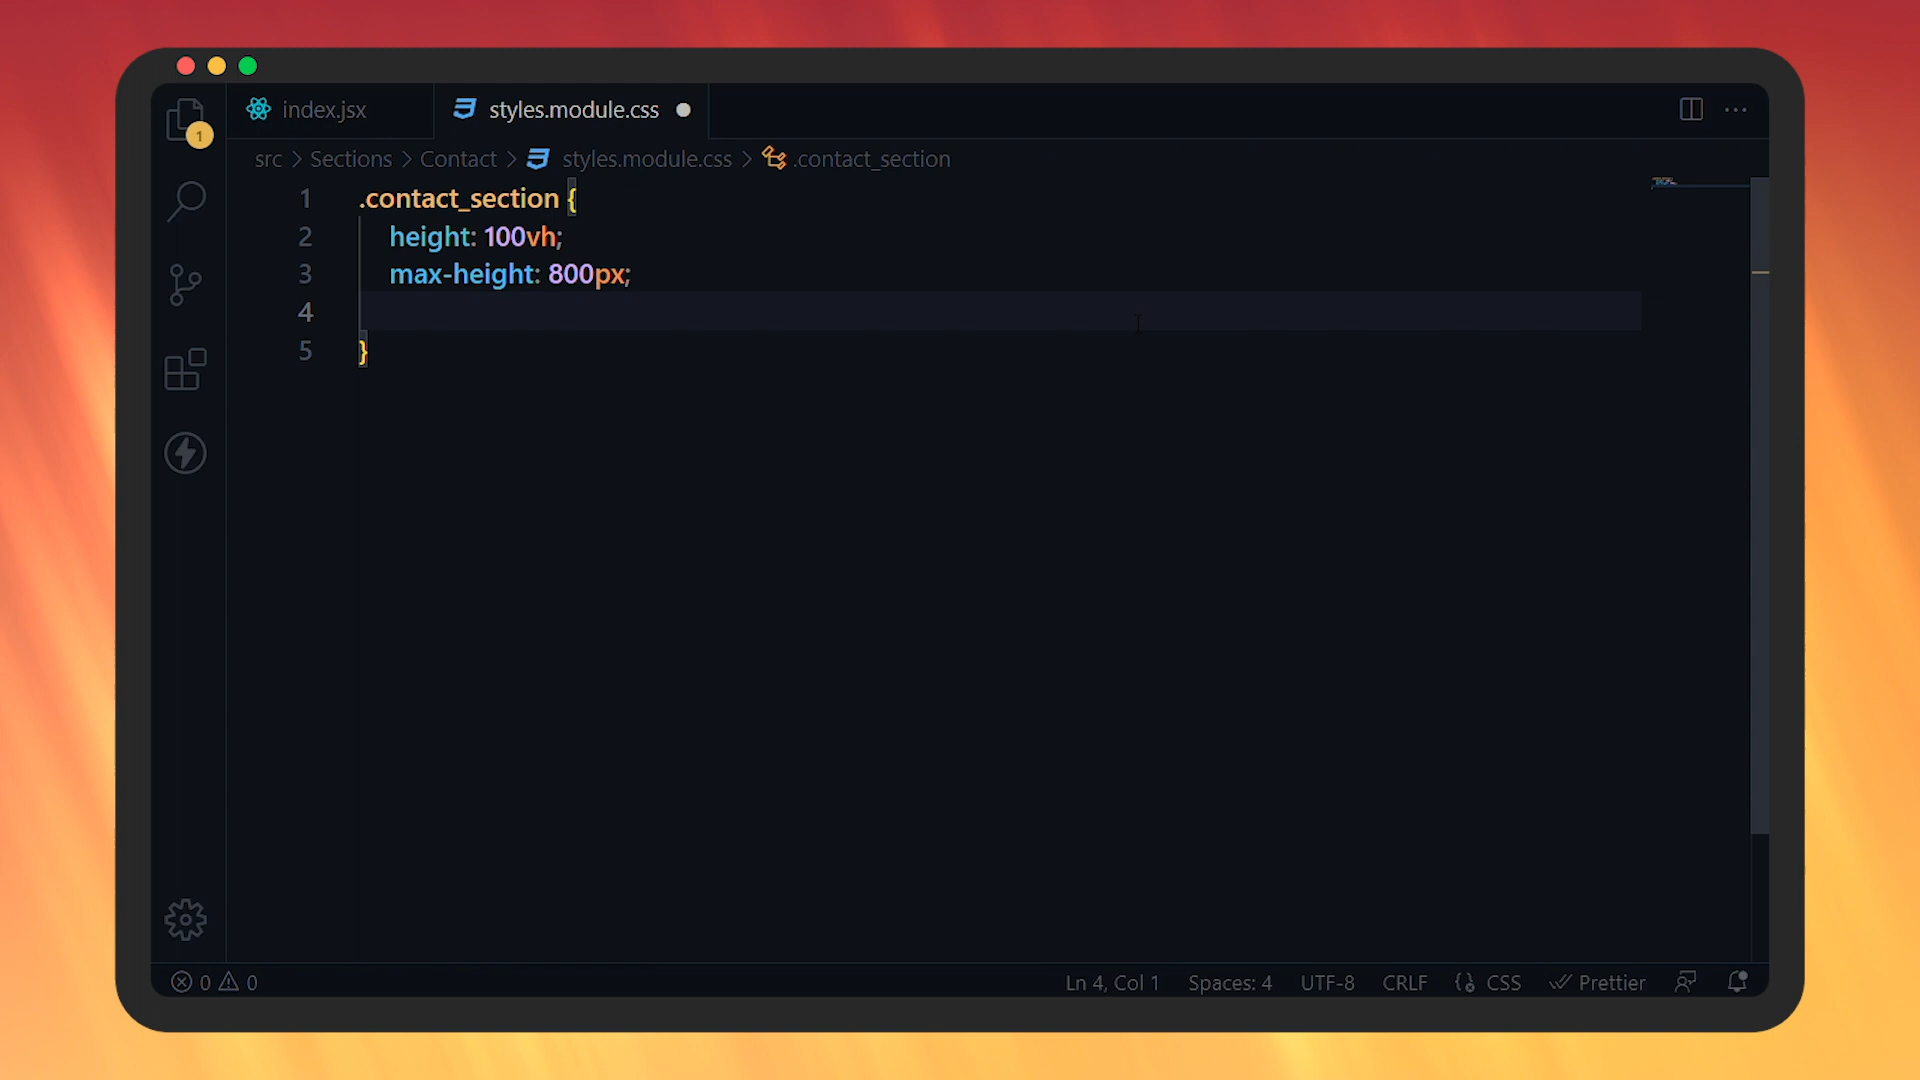 index.jsx
styles.module.css
1
src > Sections > Contact > styles.module.css > .contact_section
1 .contact_section {
2 height: 100vh;
3 max-height: 800px;
4
5 }
0 0 Ln 4, Col 1 Spaces: 4 UTF-8 CRLF {} CSS Prettier